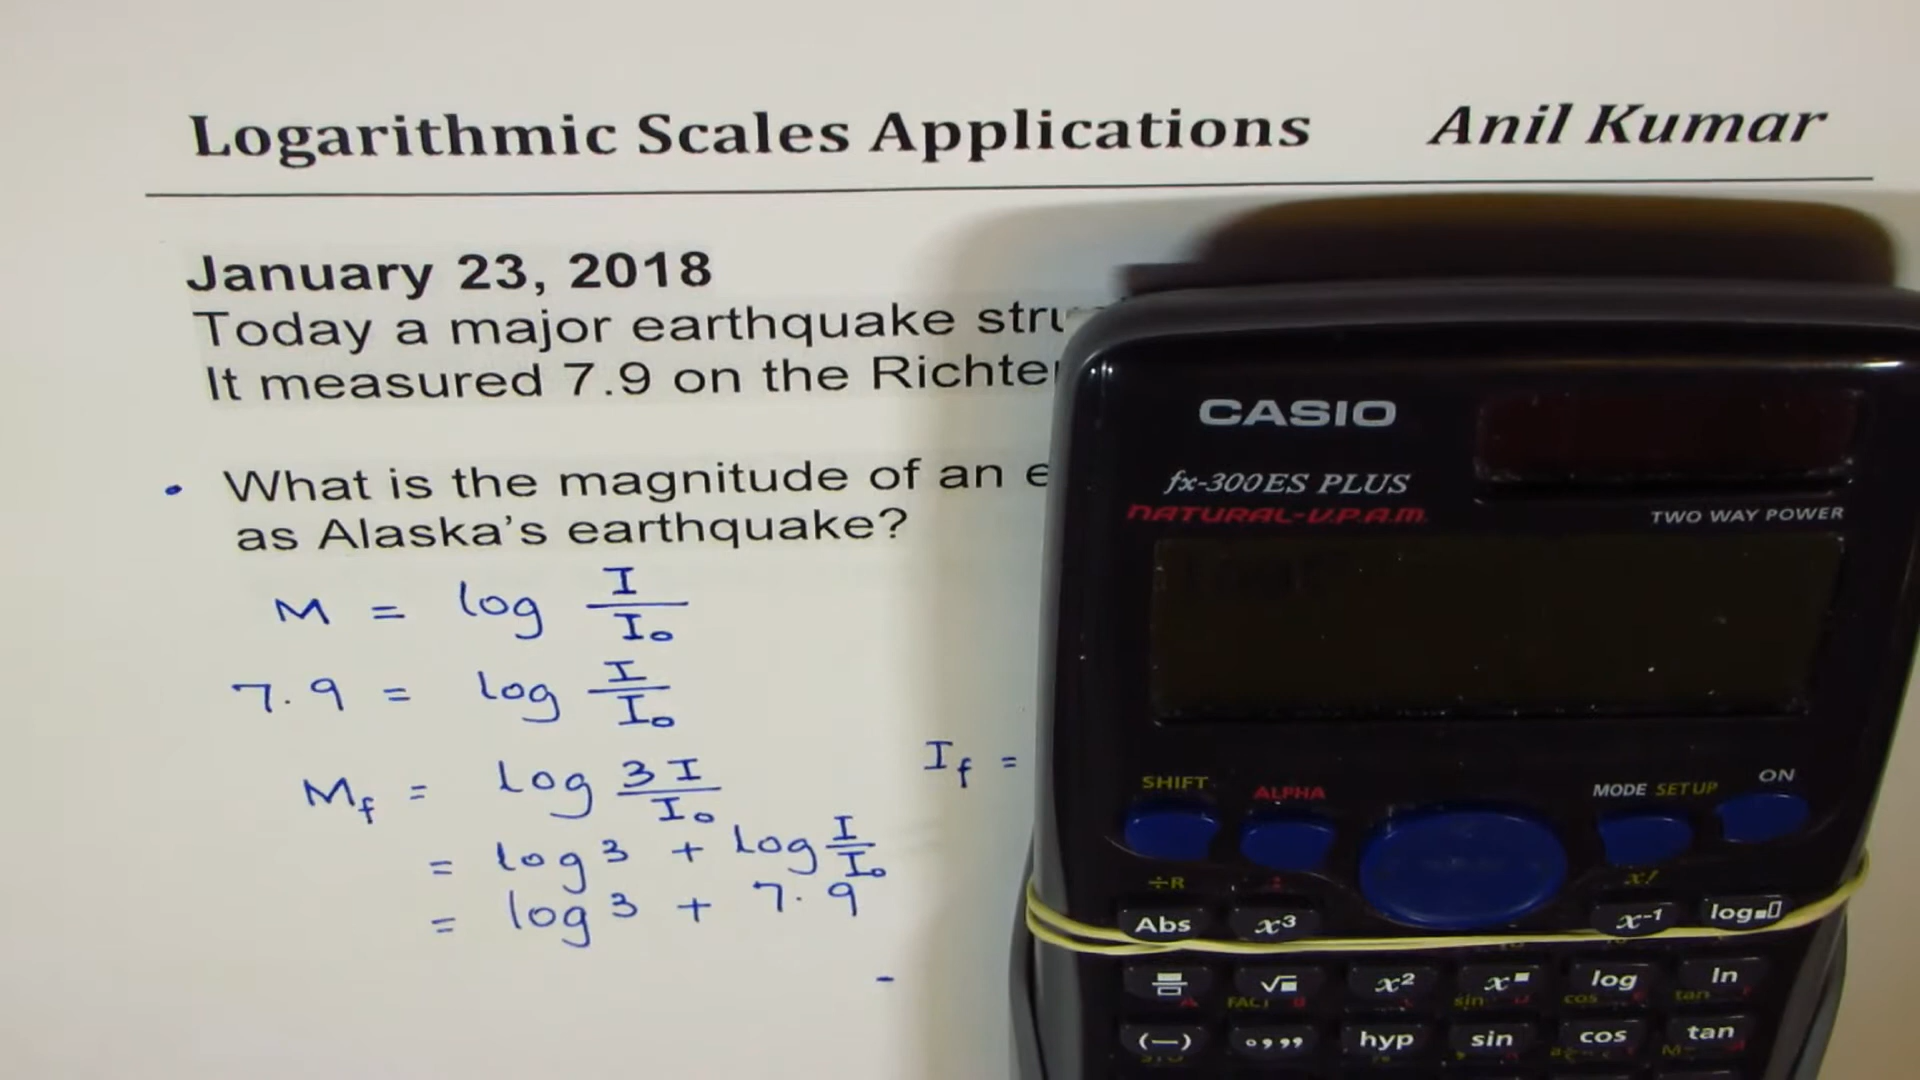 Logarithmic Scales Applications Anil Kumar
January 23, 2018
Today a major earthquake
It measured 7.9 on the
• What is the magnitude of an
as Alaska's earthquake?
M = log I/I₀
7.9 = log I/I₀
M_f = log 3I/I₀
I_f =
= log 3 + log I/I₀
= log 3 + 7.9
CASIO
fx-300ES PLUS
NATURAL-V.P.A.M.
TWO WAY POWER
SHIFT ALPHA MODE SETUP ON
÷R x!
Abs x³ x⁻¹ log▪▯
√▪ x² x▪ log ln
FACT
(—) °,,, hyp sin cos tan